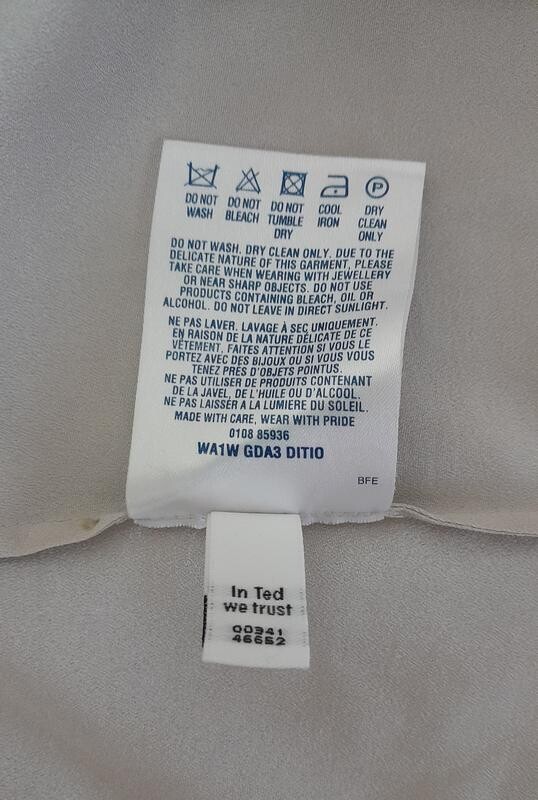 P
DO NOT WASH
DO NOT BLEACH
DO NOT TUMBLE DRY
COOL IRON
DRY CLEAN ONLY
DO NOT WASH. DRY CLEAN ONLY. DUE TO THE
DELICATE NATURE OF THIS GARMENT, PLEASE
TAKE CARE WHEN WEARING WITH JEWELLERY
OR NEAR SHARP OBJECTS. DO NOT USE
PRODUCTS CONTAINING BLEACH, OIL OR
ALCOHOL. DO NOT LEAVE IN DIRECT SUNLIGHT.
NE PAS LAVER. LAVAGE À SEC UNIQUEMENT.
EN RAISON DE LA NATURE DÉLICATE DE CE
VÊTEMENT, FAITES ATTENTION SI VOUS LE
PORTEZ AVEC DES BIJOUX OU SI VOUS VOUS
TENEZ PRÈS D'OBJETS POINTUS.
NE PAS UTILISER DE PRODUITS CONTENANT
DE LA JAVEL, DE L'HUILE OU D'ALCOOL.
NE PAS LAISSER À LA LUMIERE DU SOLEIL.
MADE WITH CARE, WEAR WITH PRIDE
0108 85936
WA1W GDA3 DITIO
BFE
In Ted
we trust
00341
46652